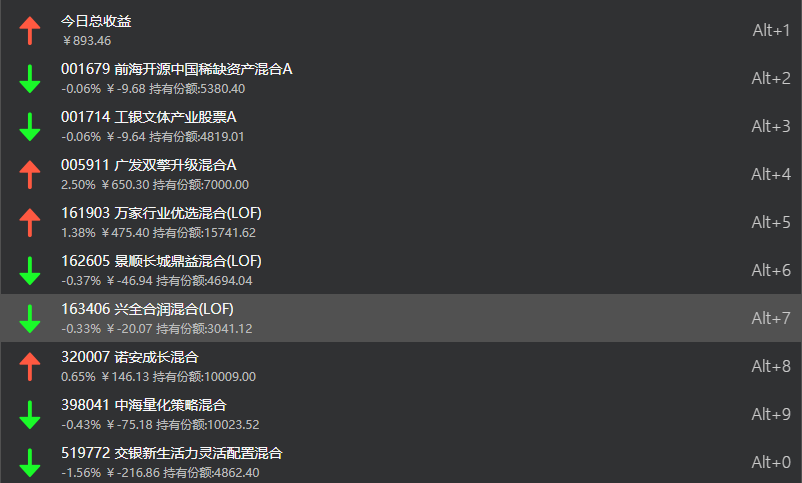 今日总收益
￥893.46
Alt+1
001679 前海开源中国稀缺资产混合A
-0.06% ￥-9.68 持有份额:5380.40
Alt+2
001714 工银文体产业股票A
-0.06% ￥-9.64 持有份额:4819.01
Alt+3
005911 广发双擎升级混合A
2.50% ￥650.30 持有份额:7000.00
Alt+4
161903 万家行业优选混合(LOF)
1.38% ￥475.40 持有份额:15741.62
Alt+5
162605 景顺长城鼎益混合(LOF)
-0.37% ￥-46.94 持有份额:4694.04
Alt+6
163406 兴全合润混合(LOF)
-0.33% ￥-20.07 持有份额:3041.12
Alt+7
320007 诺安成长混合
0.65% ￥146.13 持有份额:10009.00
Alt+8
398041 中海量化策略混合
-0.43% ￥-75.18 持有份额:10023.52
Alt+9
519772 交银新生活力灵活配置混合
-1.56% ￥-216.86 持有份额:4862.40
Alt+0